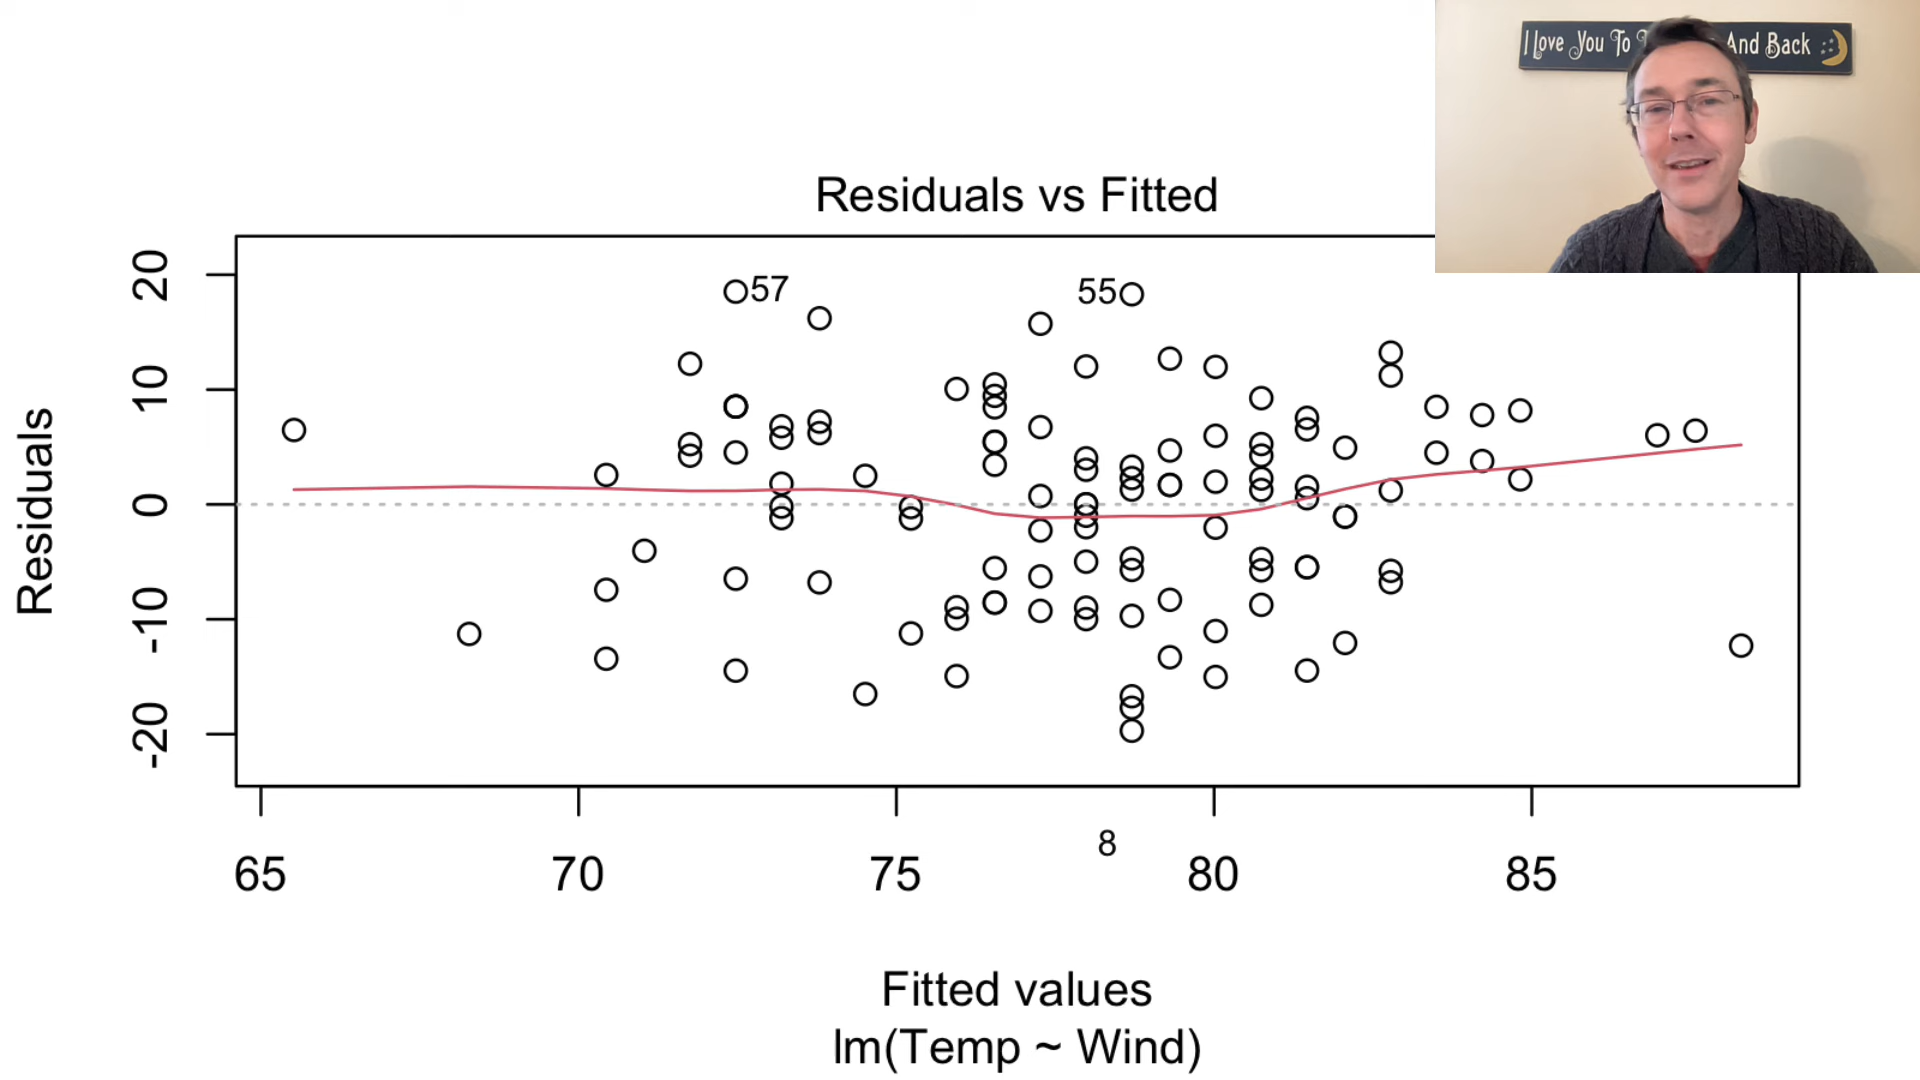 I Love You To And Back
Residuals vs Fitted
Residuals
20
10
0
-10
-20
57
55
8
65 70 75 80 85
Fitted values
lm(Temp ~ Wind)